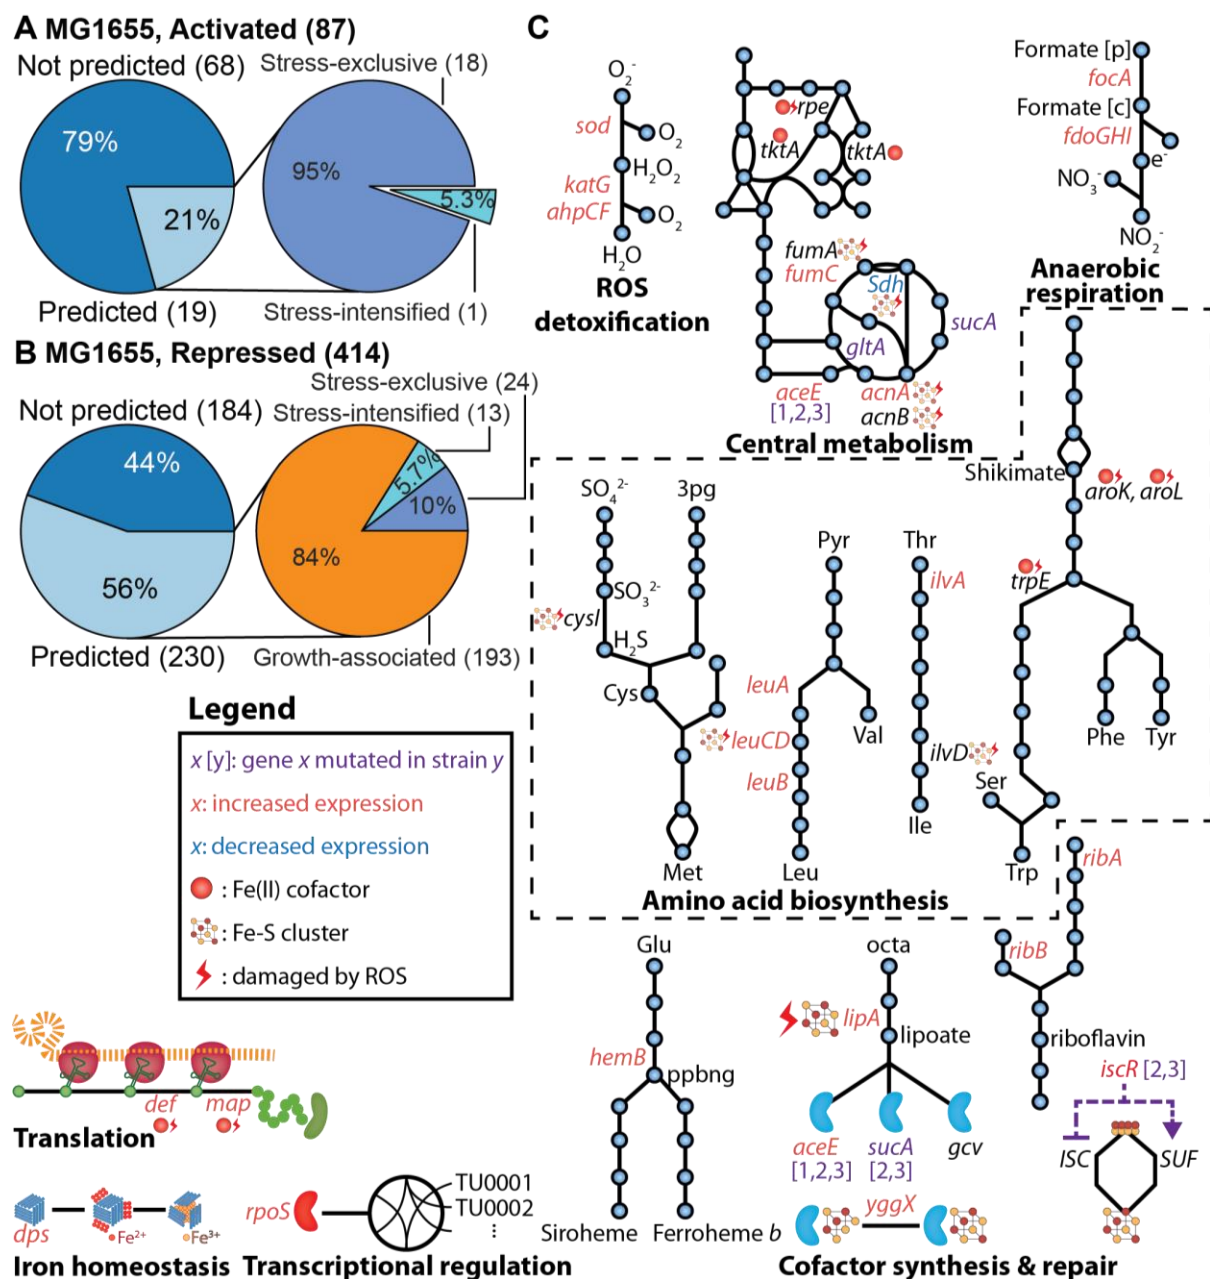 A MG1655, Activated (87)
Not predicted (68)
Stress-exclusive (18)
79%
21%
95%
5.3%
Predicted (19)
Stress-intensified (1)
B MG1655, Repressed (414)
Stress-exclusive (24)
Not predicted (184)
Stress-intensified (13)
44%
56%
84%
5.7%
10%
Predicted (230)
Growth-associated (193)
Legend
x [y]: gene x mutated in strain y
x: increased expression
x: decreased expression
: Fe(II) cofactor
: Fe-S cluster
: damaged by ROS
C
O₂⁻
sod
O₂
H₂O₂
katG
ahpCF
O₂
H₂O
ROS
detoxification
rpe
tktA
tktA
fumA
fumC
Sdh
sucA
gltA
aceE
[1,2,3]
acnA
acnB
Central metabolism
Formate [p]
focA
Formate [c]
fdoGHI
e⁻
NO₃⁻
NO₂⁻
Anaerobic
respiration
SO₄²⁻
3pg
SO₃²⁻
cysI
H₂S
Cys
Met
Pyr
leuA
Val
leuCD
leuB
Leu
Thr
ilvA
ilvD
Ile
Shikimate
aroK, aroL
trpE
Phe
Tyr
Ser
Trp
Amino acid biosynthesis
def
map
Translation
dps
Fe²⁺
Fe³⁺
Iron homeostasis
rpoS
TU0001
TU0002
⋮
Transcriptional regulation
Glu
hemB
ppbng
Siroheme
Ferroheme b
octa
lipA
lipoate
aceE
[1,2,3]
sucA
[2,3]
gcv
yggX
ribA
ribB
riboflavin
iscR [2,3]
ISC
SUF
Cofactor synthesis & repair